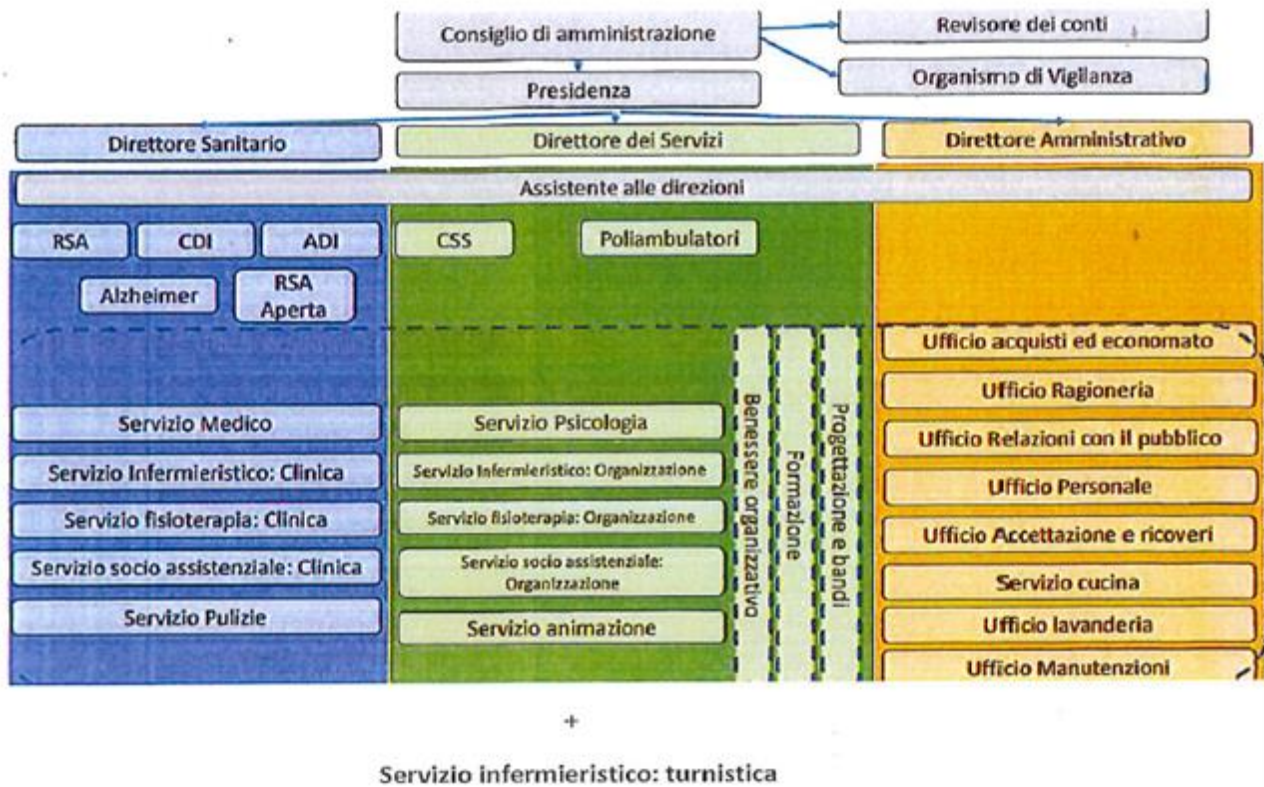 Consiglio di amministrazione
Revisore dei conti
Organismo di Vigilanza
Presidenza
Direttore Sanitario
Direttore dei Servizi
Direttore Amministrativo
Assistente alle direzioni
RSA
CDI
ADI
Alzheimer
RSA
Aperta
CSS
Poliambulatori
Servizio Medico
Servizio Infermieristico: Clinica
Servizio fisioterapia: Clinica
Servizio socio assistenziale: Clinica
Servizio Pulizie
Servizio Psicologia
Servizio Infermieristico: Organizzazione
Servizio fisioterapia: Organizzazione
Servizio socio assistenziale:
Organizzazione
Servizio animazione
Benessere organizzativo
Formazione
Progettazione e bandi
Ufficio acquisti ed economato
Ufficio Ragioneria
Ufficio Relazioni con il pubblico
Ufficio Personale
Ufficio Accettazione e ricoveri
Servizio cucina
Ufficio lavanderia
Ufficio Manutenzioni
+
Servizio infermieristico: turnistica